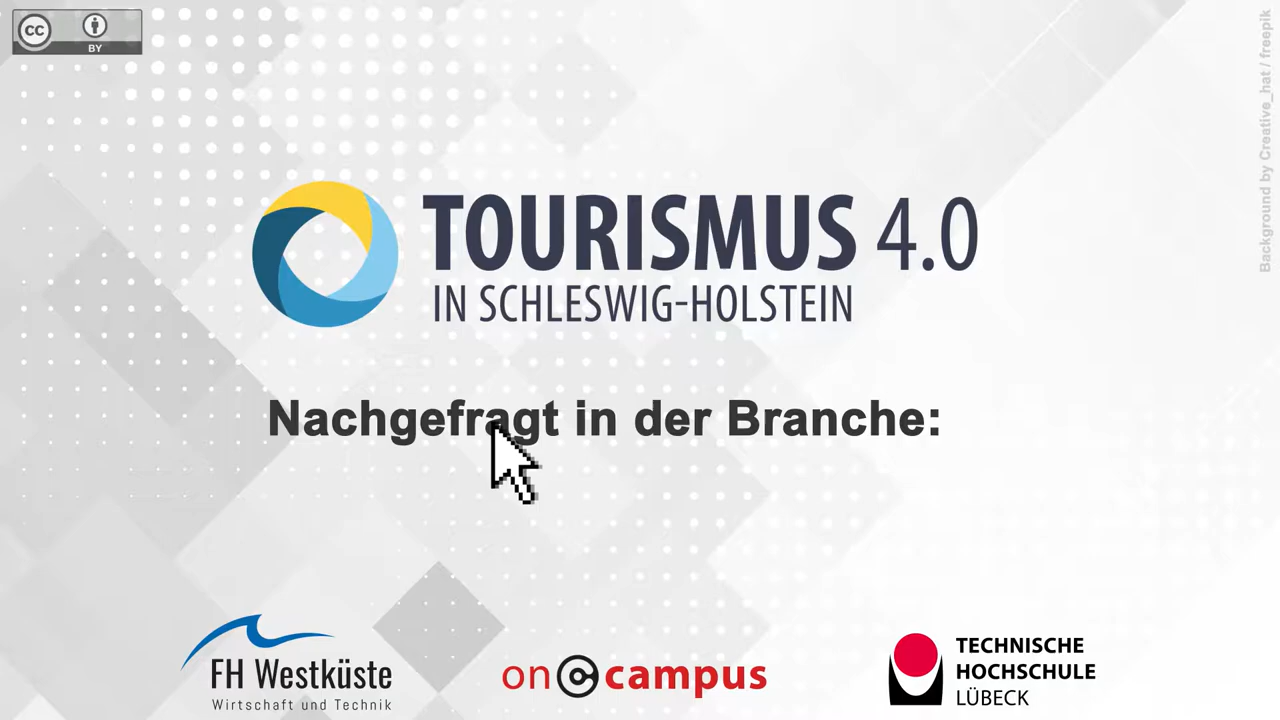 cc
BY
Background by Creative_hat / freepik
TOURISMUS 4.0
IN SCHLESWIG-HOLSTEIN
Nachgefragt in der Branche:
FH Westküste
Wirtschaft und Technik
oncampus
TECHNISCHE
HOCHSCHULE
LÜBECK